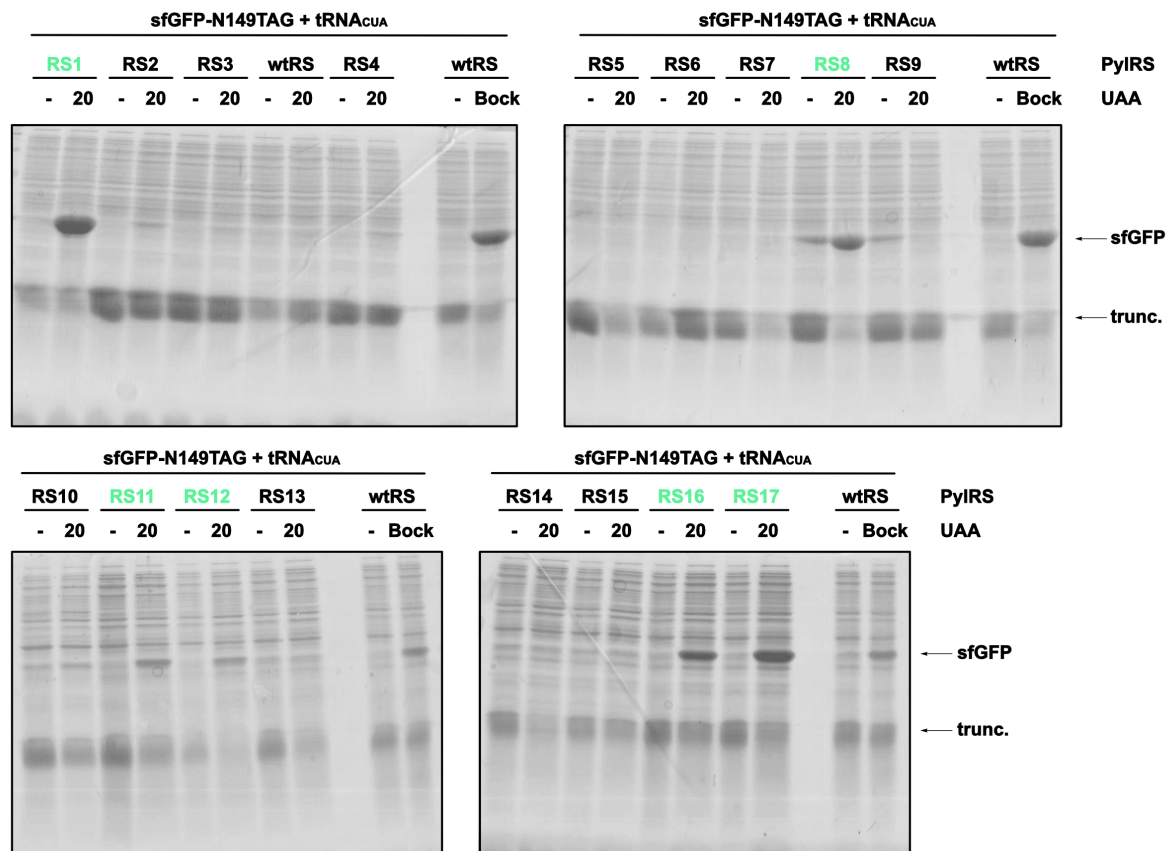 sfGFP-N149TAG + tRNACUA sfGFP-N149TAG + tRNACUA
RS1 RS2 RS3 wtRS RS4 wtRS RS5 RS6 RS7 RS8 RS9 wtRS PylRS
- 20 - 20 - 20 - 20 - 20 - Bock - 20 - 20 - 20 - 20 - 20 - Bock UAA
sfGFP
trunc.
sfGFP-N149TAG + tRNACUA sfGFP-N149TAG + tRNACUA
RS10 RS11 RS12 RS13 wtRS RS14 RS15 RS16 RS17 wtRS PylRS
- 20 - 20 - 20 - 20 - Bock - 20 - 20 - 20 - 20 - Bock UAA
sfGFP
trunc.